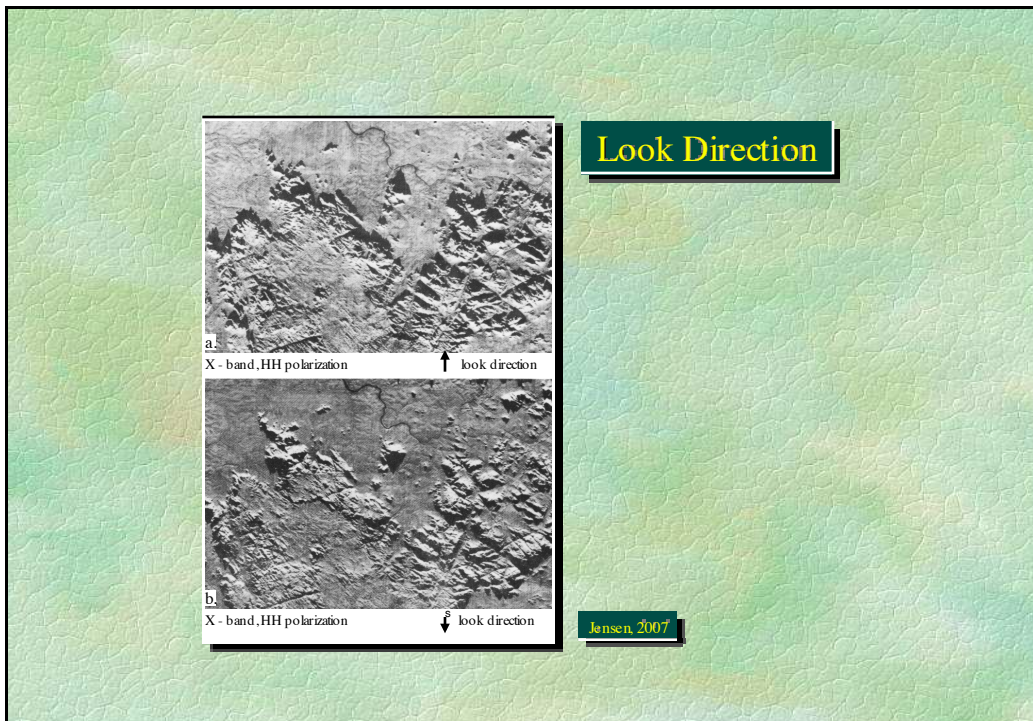 Look Direction
a.
X - band, HH polarization look direction
b.
X - band, HH polarization s look direction
Jensen, 2007